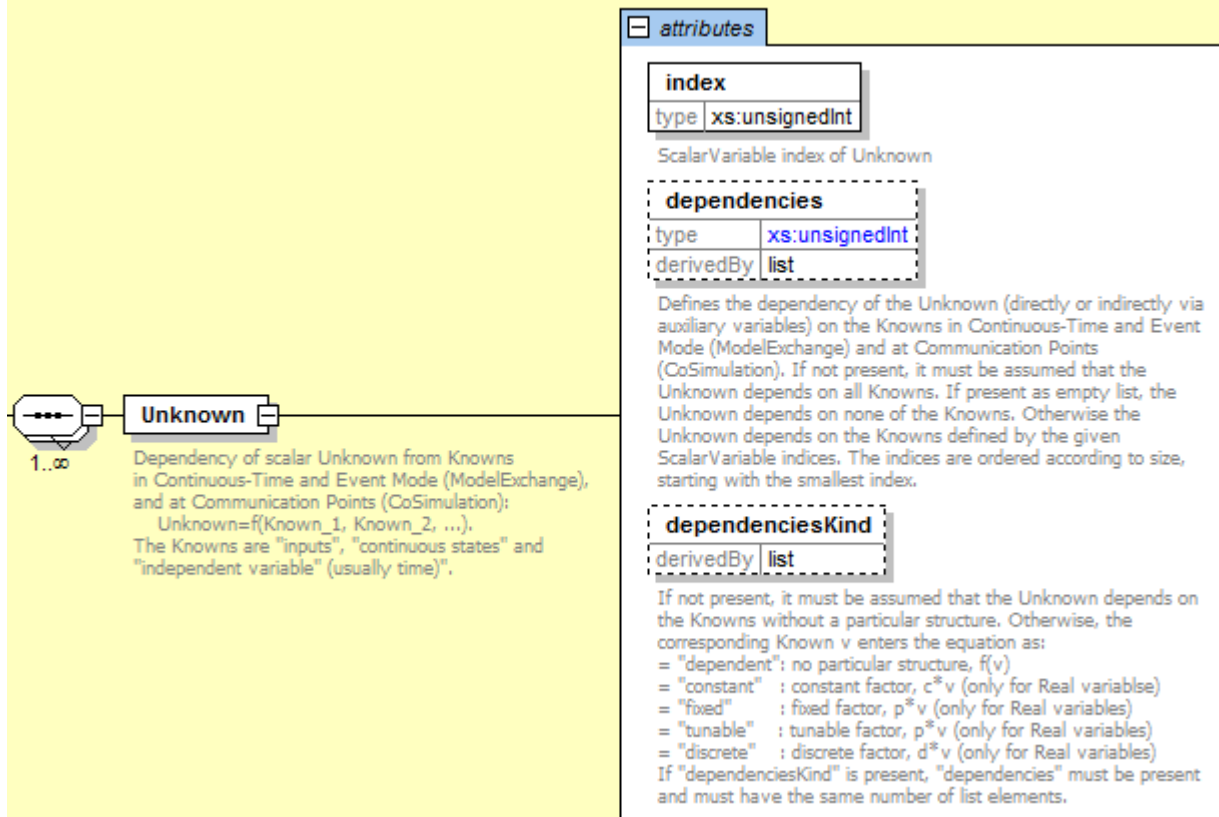 attributes
index
type xs:unsignedInt
ScalarVariable index of Unknown
dependencies
type xs:unsignedInt
derivedBy list
Defines the dependency of the Unknown (directly or indirectly via
auxiliary variables) on the Knowns in Continuous-Time and Event
Mode (ModelExchange) and at Communication Points
(CoSimulation). If not present, it must be assumed that the
Unknown depends on all Knowns. If present as empty list, the
Unknown depends on none of the Knowns. Otherwise the
Unknown depends on the Knowns defined by the given
ScalarVariable indices. The indices are ordered according to size,
starting with the smallest index.
Unknown
1..∞
Dependency of scalar Unknown from Knowns
in Continuous-Time and Event Mode (ModelExchange),
and at Communication Points (CoSimulation):
Unknown=f(Known_1, Known_2, ...).
The Knowns are "inputs", "continuous states" and
"independent variable" (usually time)".
dependenciesKind
derivedBy list
If not present, it must be assumed that the Unknown depends on
the Knowns without a particular structure. Otherwise, the
corresponding Known v enters the equation as:
= "dependent": no particular structure, f(v)
= "constant" : constant factor, c*v (only for Real variablse)
= "fixed" : fixed factor, p*v (only for Real variables)
= "tunable" : tunable factor, p*v (only for Real variables)
= "discrete" : discrete factor, d*v (only for Real variables)
If "dependenciesKind" is present, "dependencies" must be present
and must have the same number of list elements.